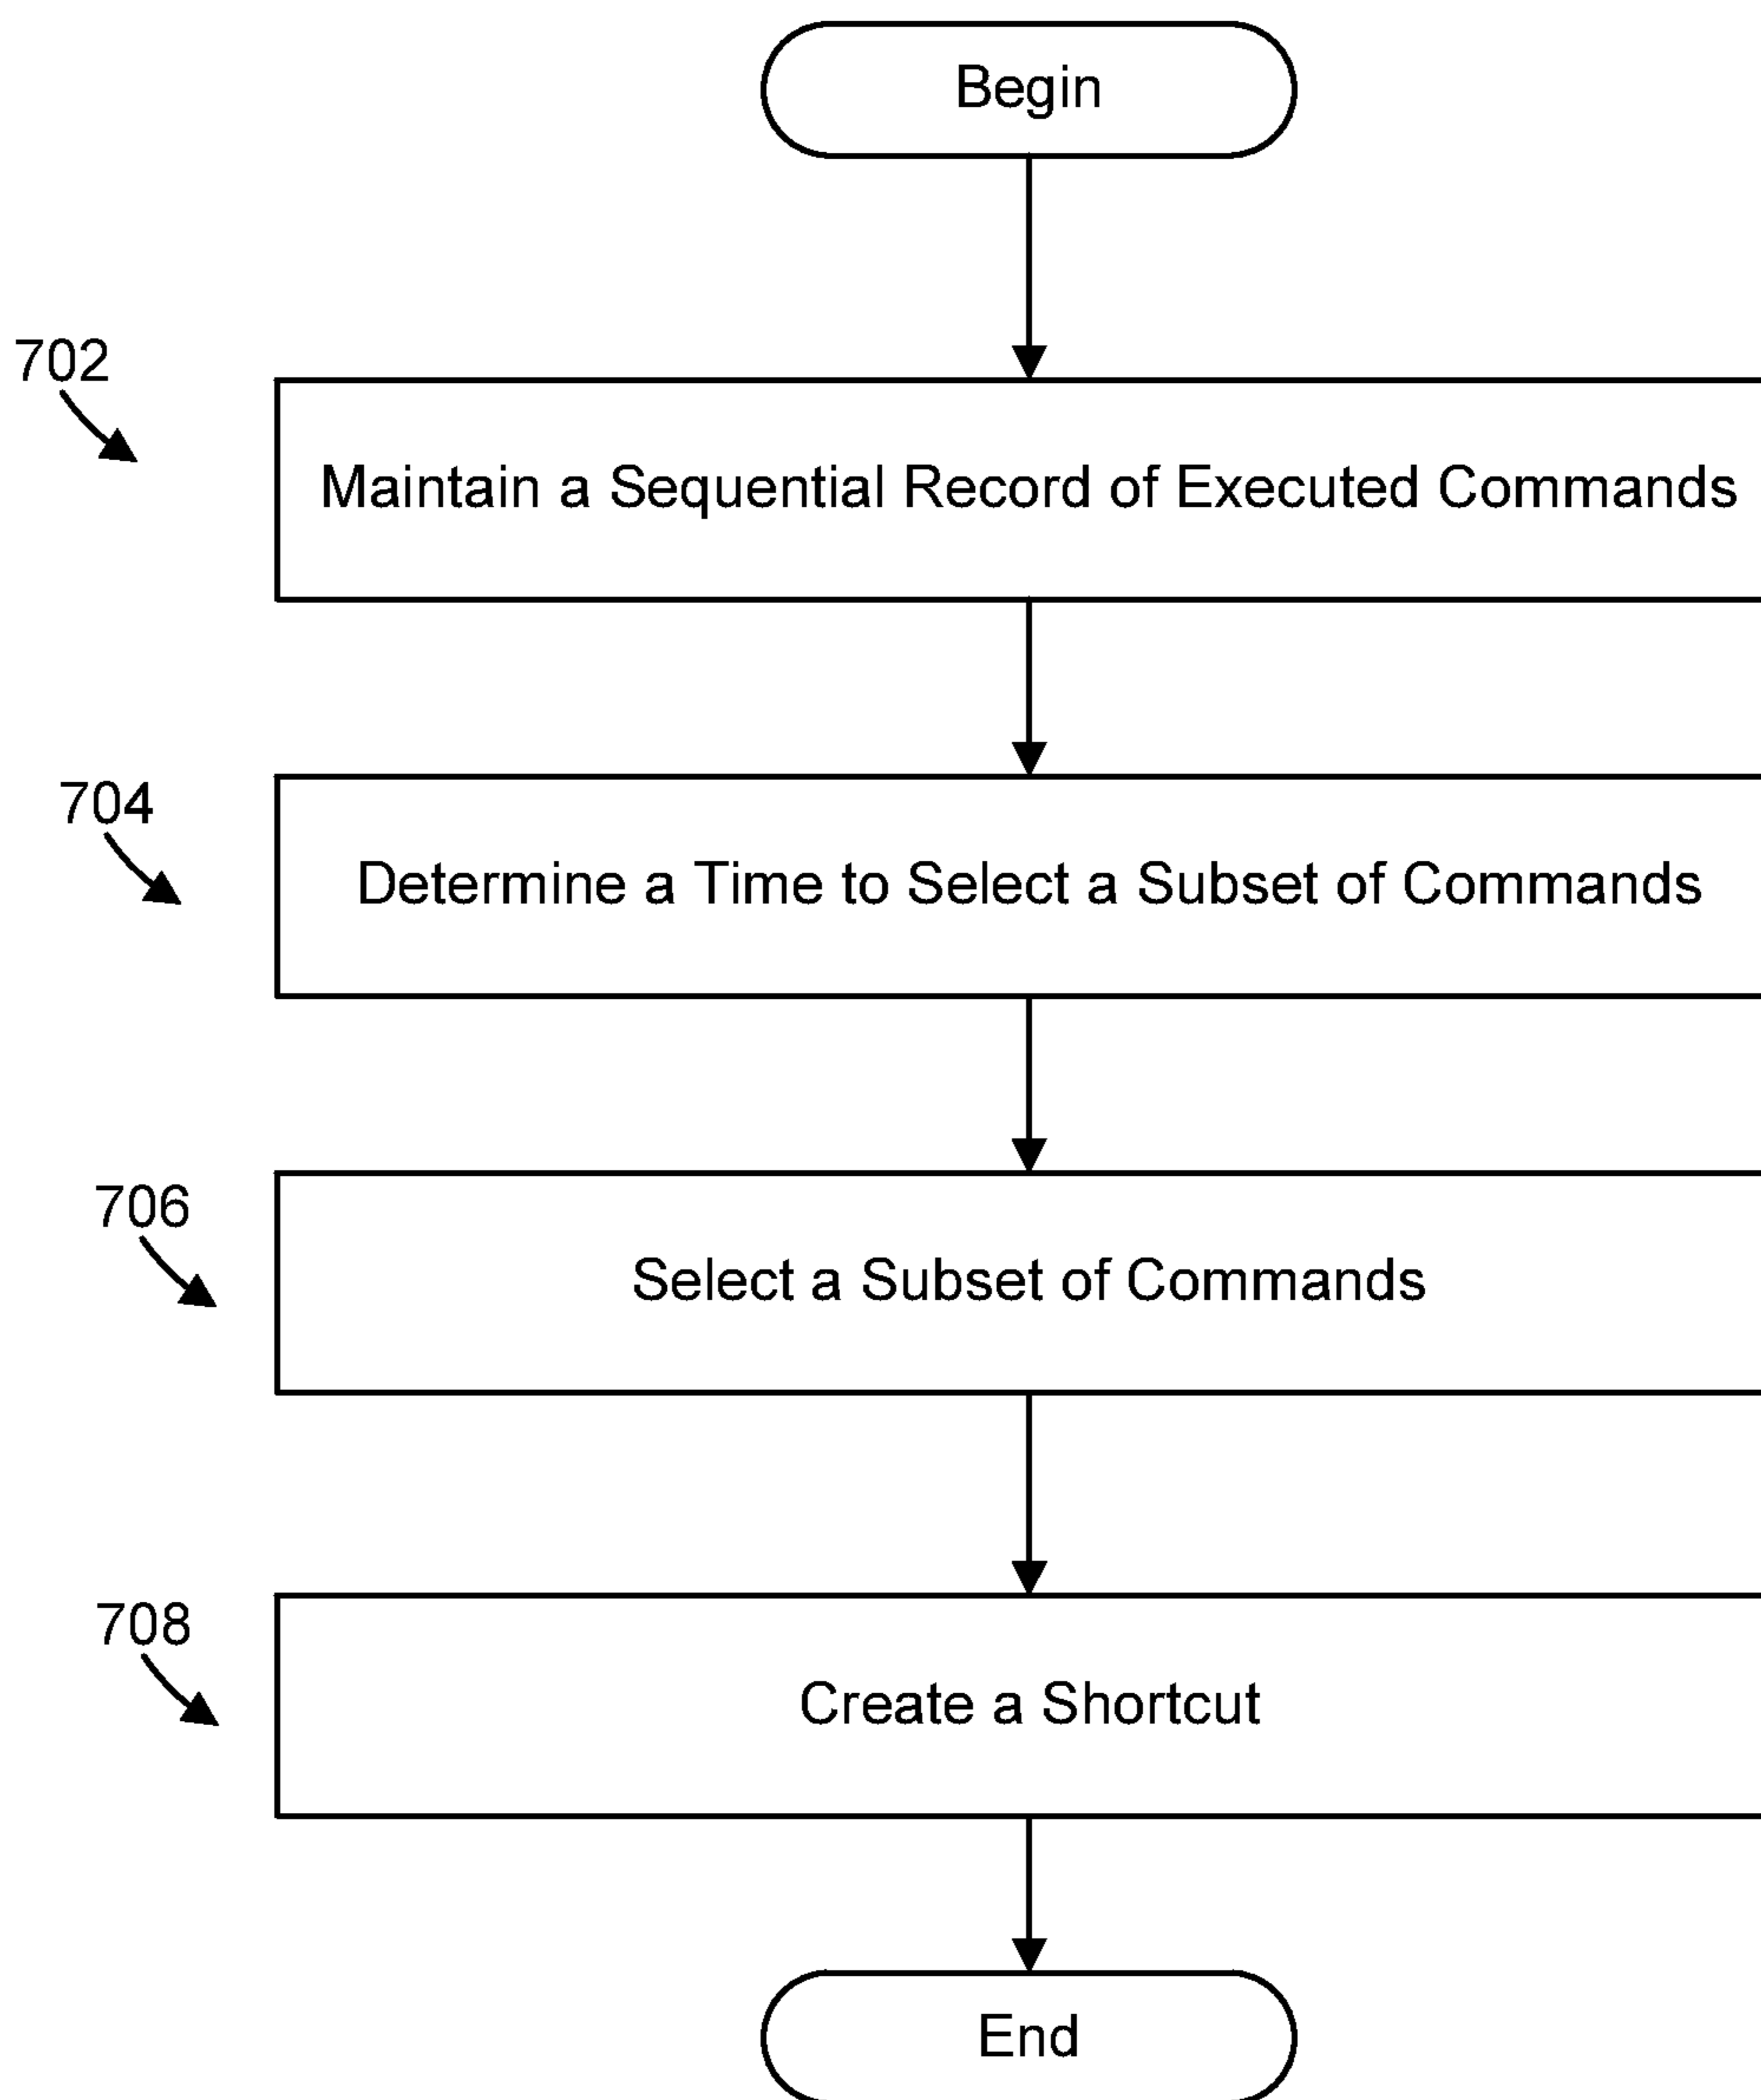 Begin
702
Maintain a Sequential Record of Executed Commands
704
Determine a Time to Select a Subset of Commands
706
Select a Subset of Commands
708
Create a Shortcut
End